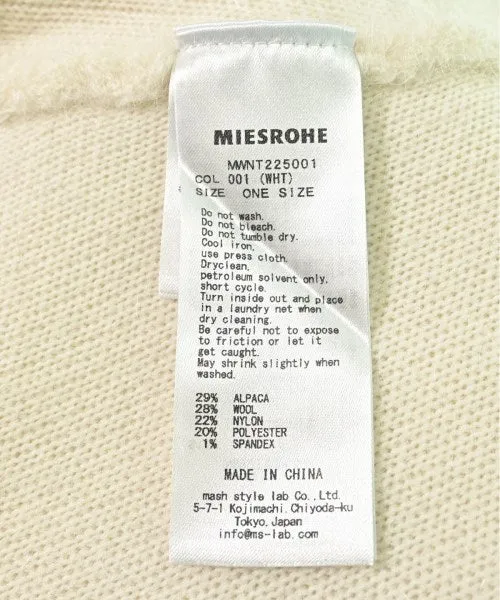 MIESROHE
MWNT225001
COL 001 (WHT)
SIZE ONE SIZE
Do not wash.
Do not bleach.
Do not tumble dry.
Cool iron,
use press cloth.
Dryclean,
petroleum solvent only,
short cycle.
Turn inside out and place
in a laundry net when
dry cleaning.
Be careful not to expose
to friction or let it
get caught.
May shrink slightly when
washed.
29% ALPACA
28% WOOL
22% NYLON
20% POLYESTER
1% SPANDEX
MADE IN CHINA
mash style lab Co.,Ltd.
5-7-1 Kojimachi.Chiyoda-ku
Tokyo,Japan
info@ms-lab.com